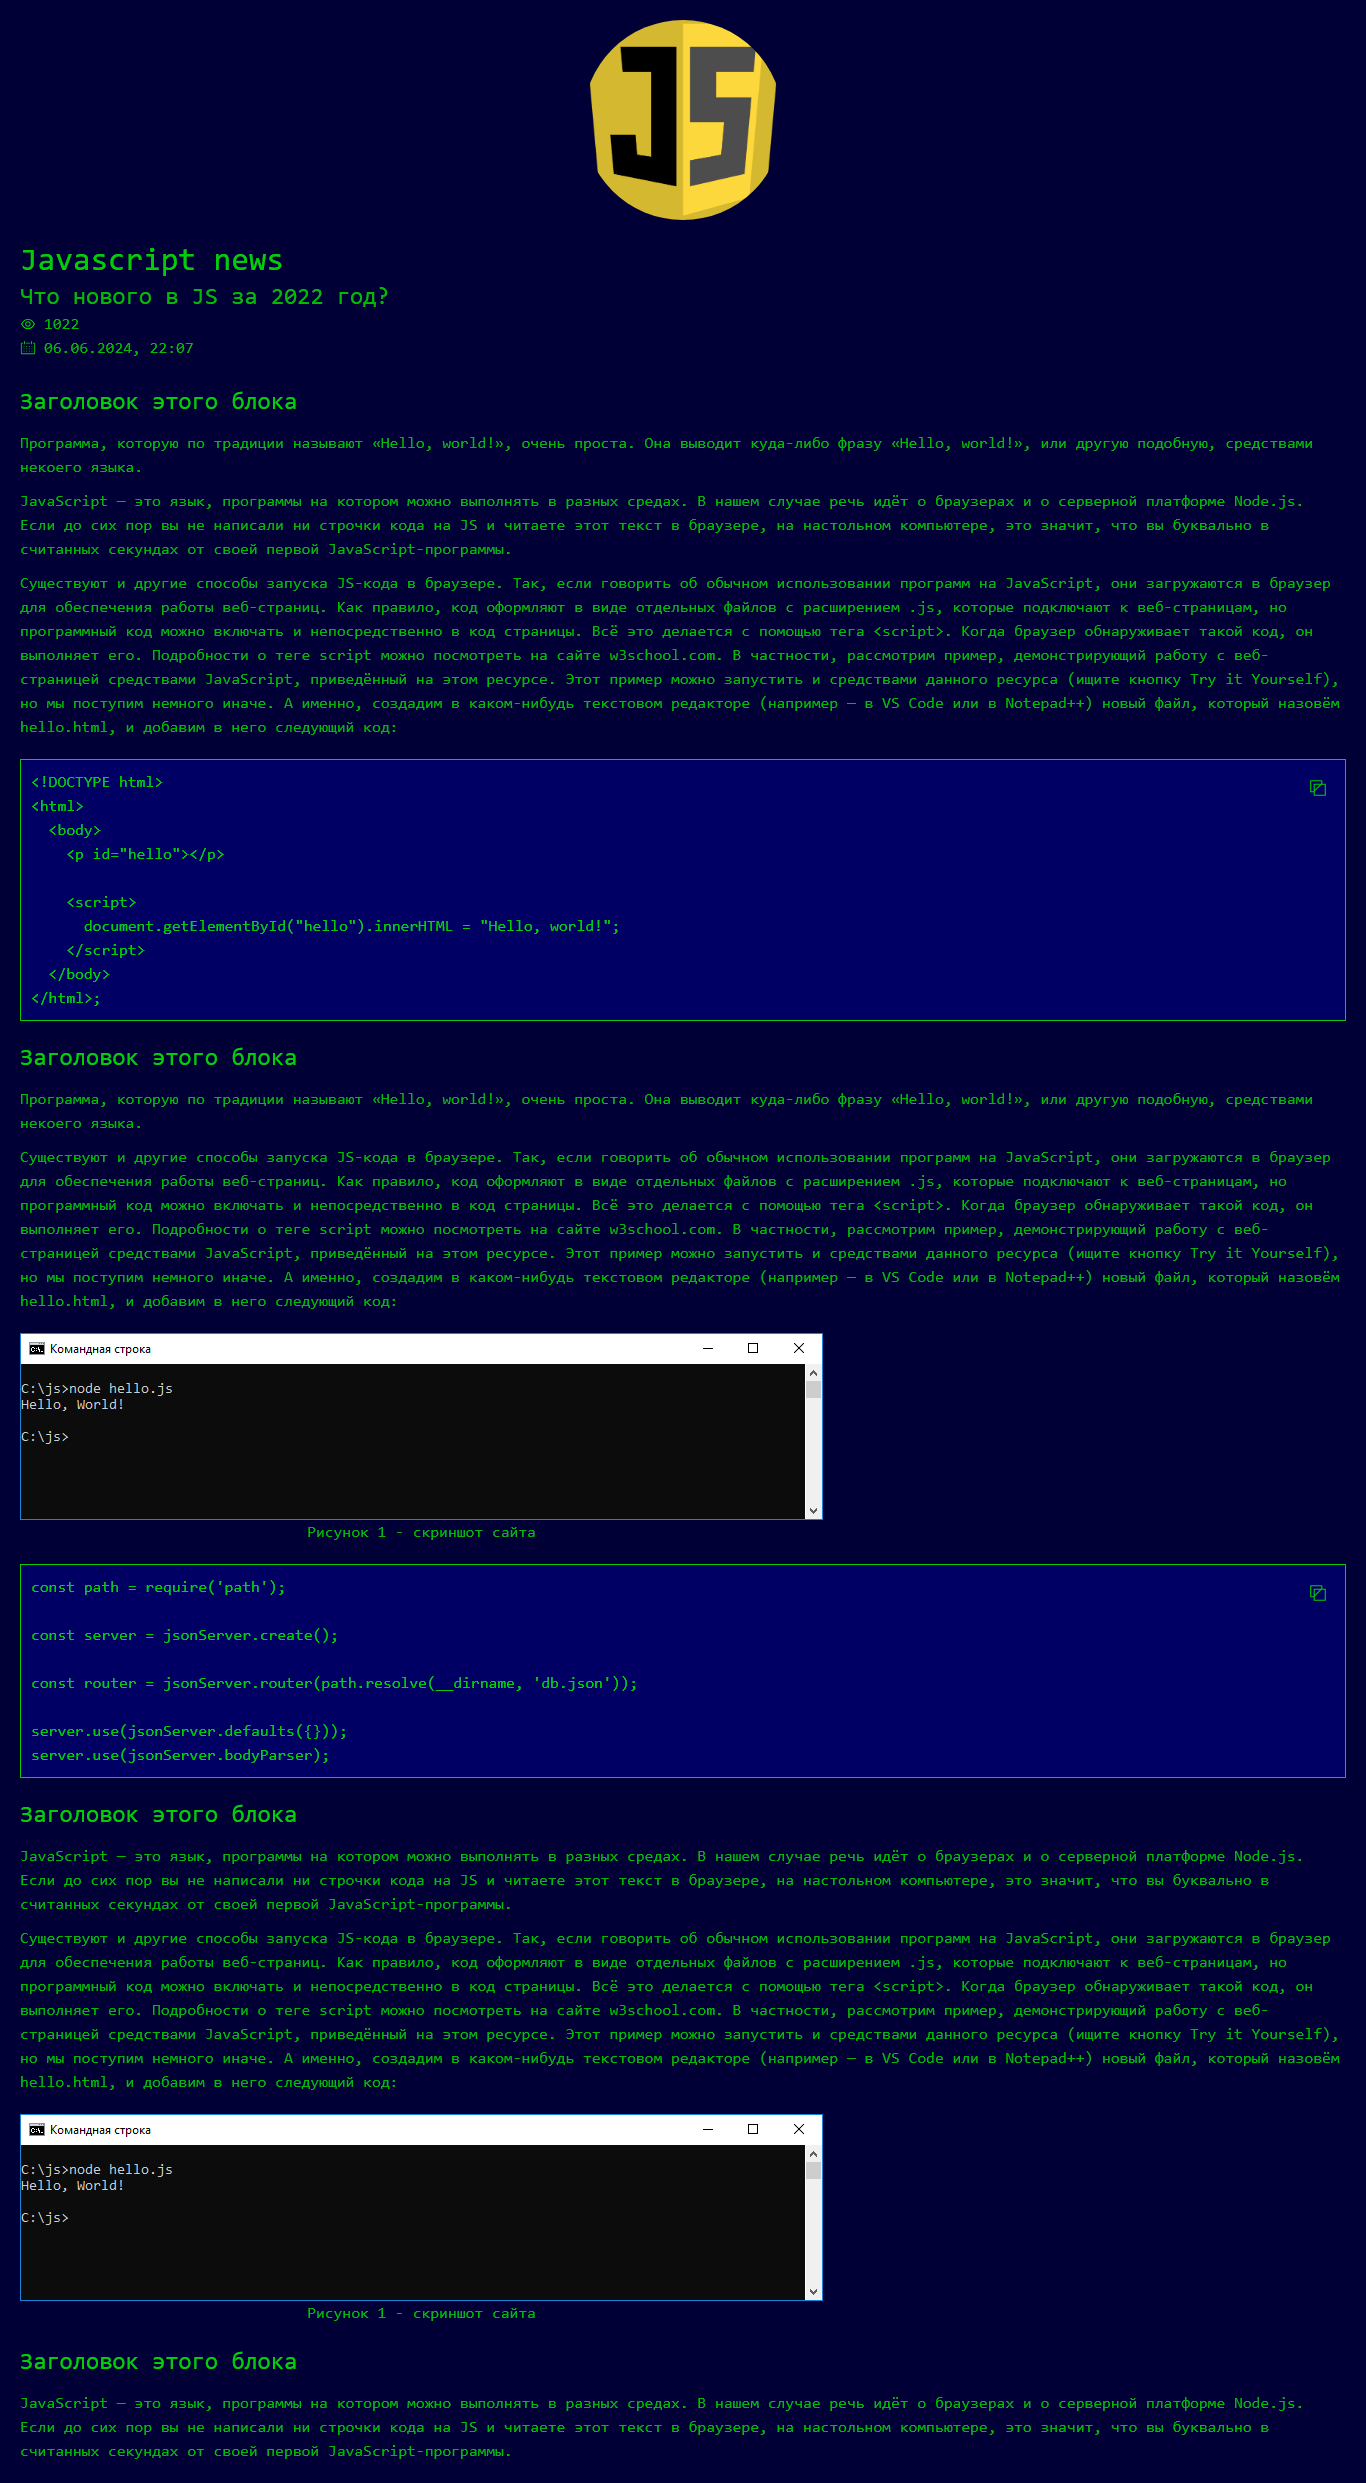 JS
Javascript news
Что нового в JS за 2022 год?
1022
06.06.2024, 22:07
Заголовок этого блока
Программа, которую по традиции называют «Hello, world!», очень проста. Она выводит куда-либо фразу «Hello, world!», или другую подобную, средствами
некоего языка.
JavaScript — это язык, программы на котором можно выполнять в разных средах. В нашем случае речь идёт о браузерах и о серверной платформе Node.js.
Если до сих пор вы не написали ни строчки кода на JS и читаете этот текст в браузере, на настольном компьютере, это значит, что вы буквально в
считанных секундах от своей первой JavaScript-программы.
Существуют и другие способы запуска JS-кода в браузере. Так, если говорить об обычном использовании программ на JavaScript, они загружаются в браузер
для обеспечения работы веб-страниц. Как правило, код оформляют в виде отдельных файлов с расширением .js, которые подключают к веб-страницам, но
программный код можно включать и непосредственно в код страницы. Всё это делается с помощью тега <script>. Когда браузер обнаруживает такой код, он
выполняет его. Подробности о теге script можно посмотреть на сайте w3school.com. В частности, рассмотрим пример, демонстрирующий работу с веб-
страницей средствами JavaScript, приведённый на этом ресурсе. Этот пример можно запустить и средствами данного ресурса (ищите кнопку Try it Yourself),
но мы поступим немного иначе. А именно, создадим в каком-нибудь текстовом редакторе (например — в VS Code или в Notepad++) новый файл, который назовём
hello.html, и добавим в него следующий код:
<!DOCTYPE html>
<html>
  <body>
    <p id="hello"></p>
    <script>
      document.getElementById("hello").innerHTML = "Hello, world!";
    </script>
  </body>
</html>;
Заголовок этого блока
Программа, которую по традиции называют «Hello, world!», очень проста. Она выводит куда-либо фразу «Hello, world!», или другую подобную, средствами
некоего языка.
Существуют и другие способы запуска JS-кода в браузере. Так, если говорить об обычном использовании программ на JavaScript, они загружаются в браузер
для обеспечения работы веб-страниц. Как правило, код оформляют в виде отдельных файлов с расширением .js, которые подключают к веб-страницам, но
программный код можно включать и непосредственно в код страницы. Всё это делается с помощью тега <script>. Когда браузер обнаруживает такой код, он
выполняет его. Подробности о теге script можно посмотреть на сайте w3school.com. В частности, рассмотрим пример, демонстрирующий работу с веб-
страницей средствами JavaScript, приведённый на этом ресурсе. Этот пример можно запустить и средствами данного ресурса (ищите кнопку Try it Yourself),
но мы поступим немного иначе. А именно, создадим в каком-нибудь текстовом редакторе (например — в VS Code или в Notepad++) новый файл, который назовём
hello.html, и добавим в него следующий код:
Командная строка
C:\js>node hello.js
Hello, World!
C:\js>
Рисунок 1 - скриншот сайта
const path = require('path');
const server = jsonServer.create();
const router = jsonServer.router(path.resolve(__dirname, 'db.json'));
server.use(jsonServer.defaults({}));
server.use(jsonServer.bodyParser);
Заголовок этого блока
JavaScript — это язык, программы на котором можно выполнять в разных средах. В нашем случае речь идёт о браузерах и о серверной платформе Node.js.
Если до сих пор вы не написали ни строчки кода на JS и читаете этот текст в браузере, на настольном компьютере, это значит, что вы буквально в
считанных секундах от своей первой JavaScript-программы.
Существуют и другие способы запуска JS-кода в браузере. Так, если говорить об обычном использовании программ на JavaScript, они загружаются в браузер
для обеспечения работы веб-страниц. Как правило, код оформляют в виде отдельных файлов с расширением .js, которые подключают к веб-страницам, но
программный код можно включать и непосредственно в код страницы. Всё это делается с помощью тега <script>. Когда браузер обнаруживает такой код, он
выполняет его. Подробности о теге script можно посмотреть на сайте w3school.com. В частности, рассмотрим пример, демонстрирующий работу с веб-
страницей средствами JavaScript, приведённый на этом ресурсе. Этот пример можно запустить и средствами данного ресурса (ищите кнопку Try it Yourself),
но мы поступим немного иначе. А именно, создадим в каком-нибудь текстовом редакторе (например — в VS Code или в Notepad++) новый файл, который назовём
hello.html, и добавим в него следующий код:
Командная строка
C:\js>node hello.js
Hello, World!
C:\js>
Рисунок 1 - скриншот сайта
Заголовок этого блока
JavaScript — это язык, программы на котором можно выполнять в разных средах. В нашем случае речь идёт о браузерах и о серверной платформе Node.js.
Если до сих пор вы не написали ни строчки кода на JS и читаете этот текст в браузере, на настольном компьютере, это значит, что вы буквально в
считанных секундах от своей первой JavaScript-программы.